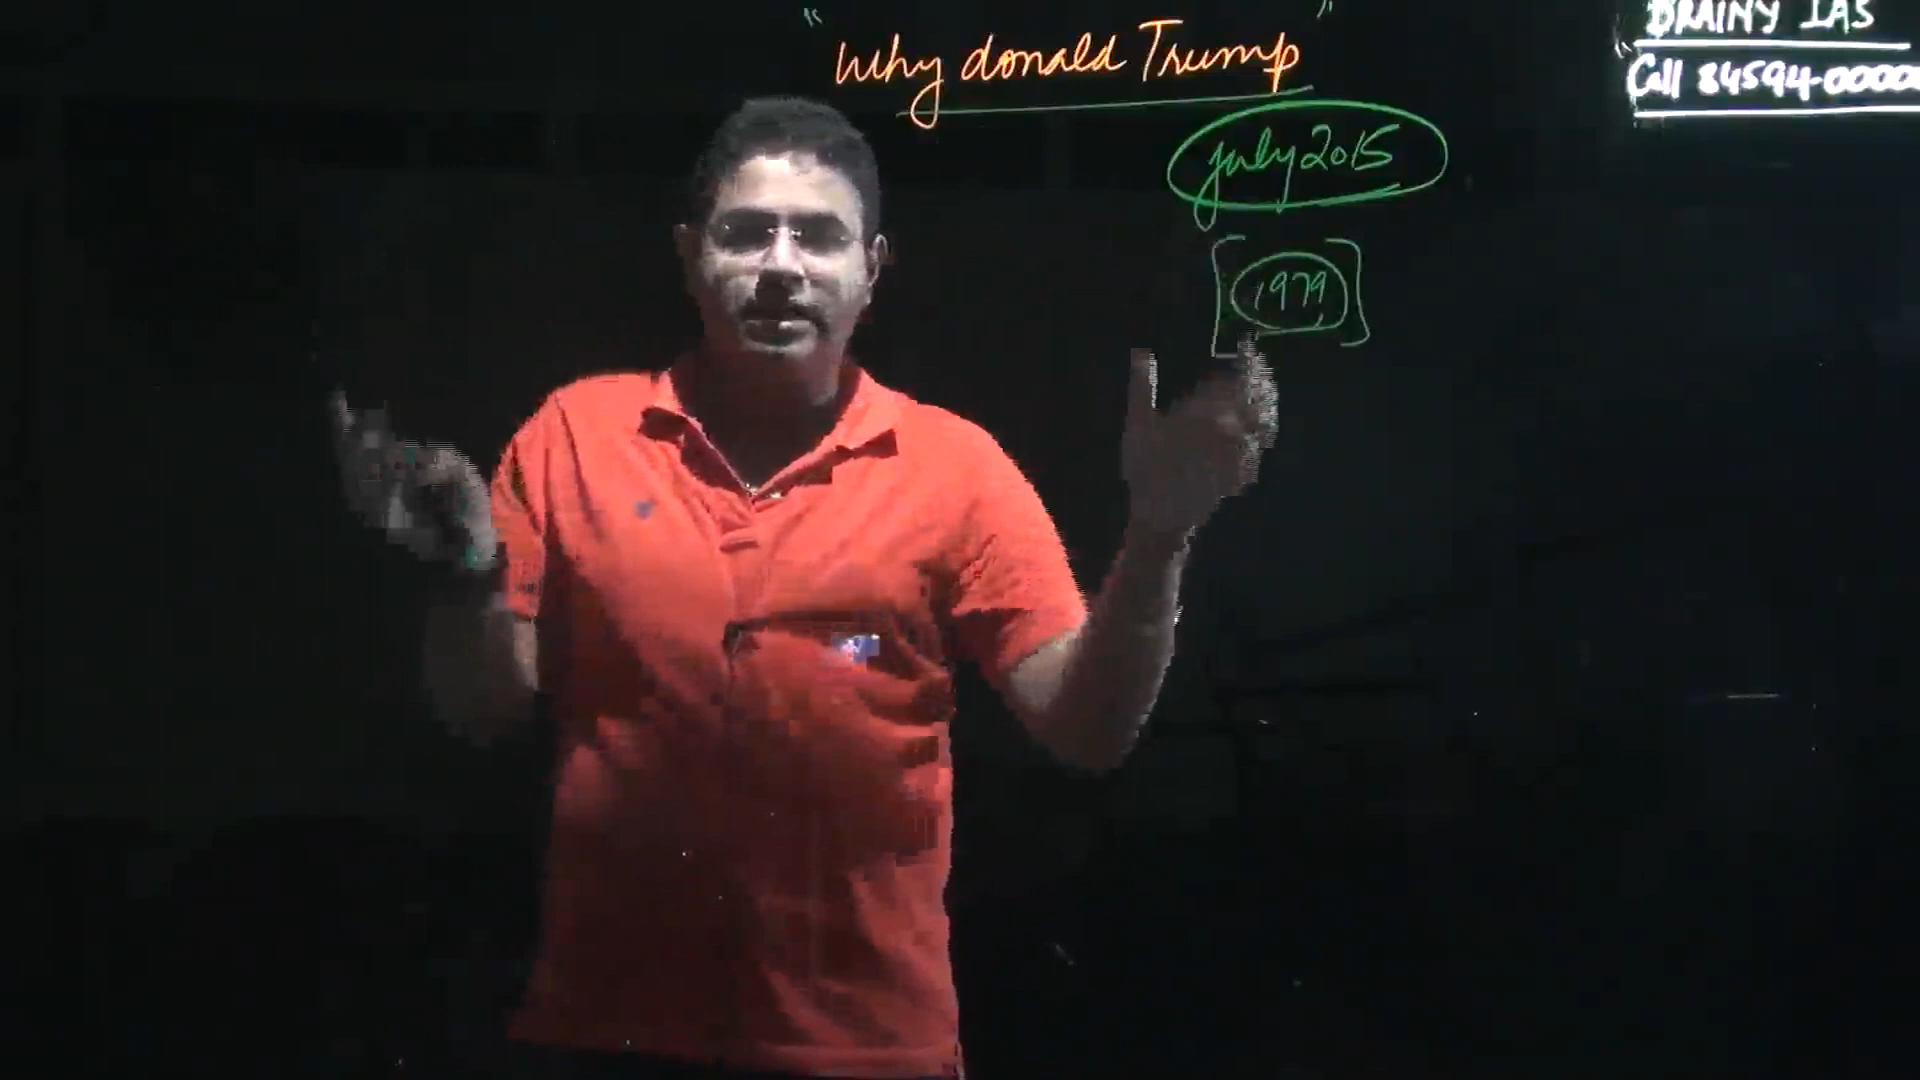 "Why donald Trump"
BRAINY IAS
Call 84594-0000
July 2015
[1979]